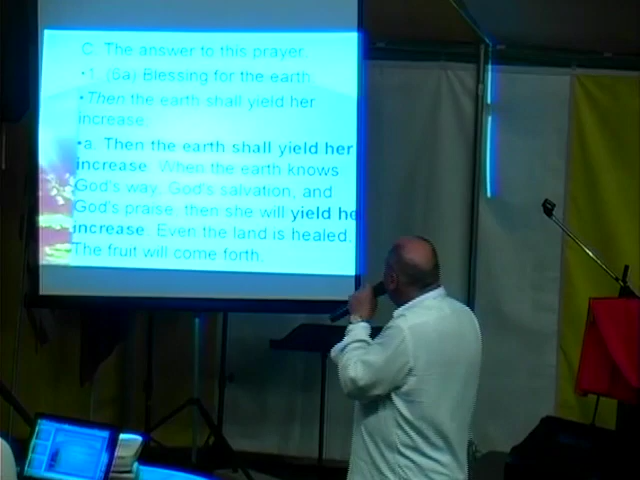 C. The answer to this prayer.
•1. (6a) Blessing for the earth.
•Then the earth shall yield her
increase.
•a. Then the earth shall yield her
increase. When the earth knows
God's way, God's salvation, and
God's praise, then she will yield he
increase. Even the land is healed.
The fruit will come forth.